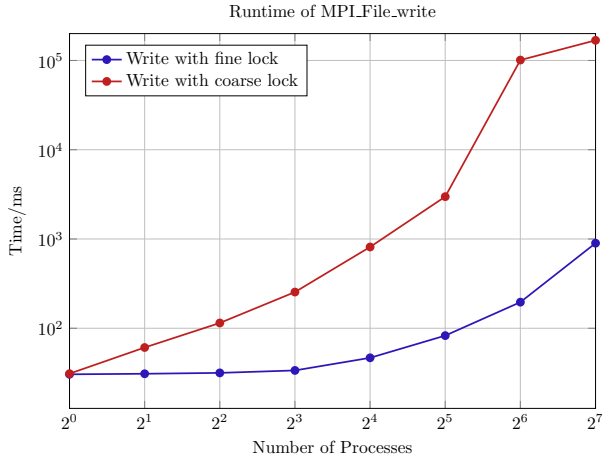 Runtime of MPI_File_write
Write with fine lock
Write with coarse lock
10^5
10^4
10^3
10^2
Time/ms
2^0 2^1 2^2 2^3 2^4 2^5 2^6 2^7
Number of Processes